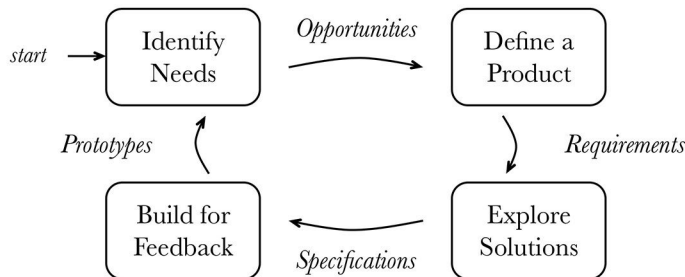 start
Identify
Needs
Opportunities
Define a
Product
Requirements
Explore
Solutions
Specifications
Build for
Feedback
Prototypes